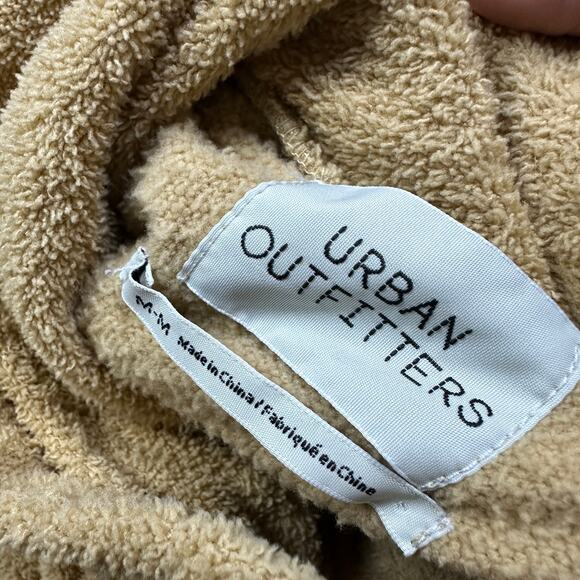 URBAN
OUTFITTERS
M-M Made in China / Fabriqué en Chine